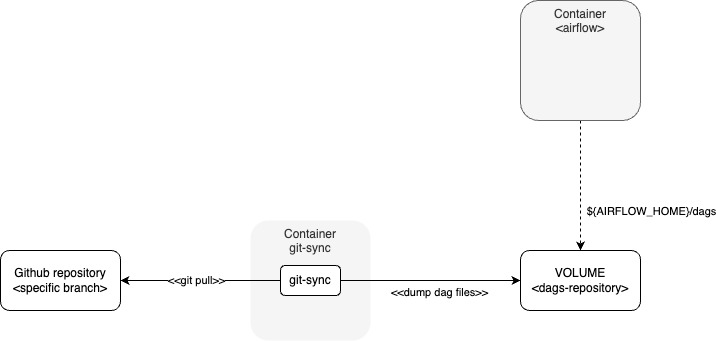 Container
<airflow>
${AIRFLOW_HOME}/dags
Container
git-sync
Github repository
<specific branch>
<<git pull>>
git-sync
<<dump dag files>>
VOLUME
<dags-repository>